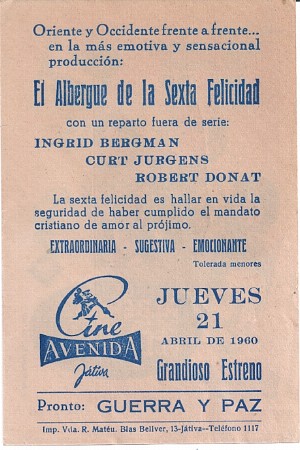 Oriente y Occidente frente a frente...
en la más emotiva y sensacional
producción:
El Albergue de la Sexta Felicidad
con un reparto fuera de serie:
INGRID BERGMAN
CURT JURGENS
ROBERT DONAT
La sexta felicidad es hallar en vida la
seguridad de haber cumplido el mandato
cristiano de amor al prójimo.
EXTRAORDINARIA - SUGESTIVA - EMOCIONANTE
Tolerada menores
Cine
AVENIDA
Játiva
JUEVES
21
ABRIL DE 1960
Grandioso Estreno
Pronto: GUERRA Y PAZ
Imp. Vda. R. Matéu. Blas Bellver, 13-Játiva--Teléfono 1117